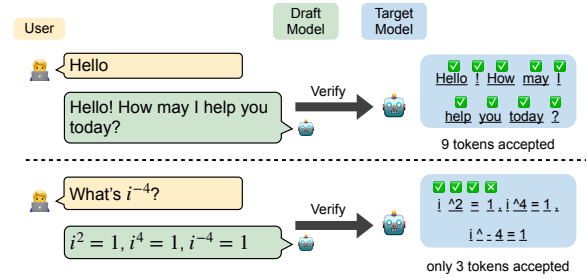 User
Draft
Model
Target
Model
Hello
Hello! How may I help you
today?
Verify
Hello ! How may I
help you today ?
9 tokens accepted
What's i⁻⁴?
i² = 1, i⁴ = 1, i⁻⁴ = 1
Verify
i ^2 = 1 , i ^4 = 1 ,
i ^ - 4 = 1
only 3 tokens accepted